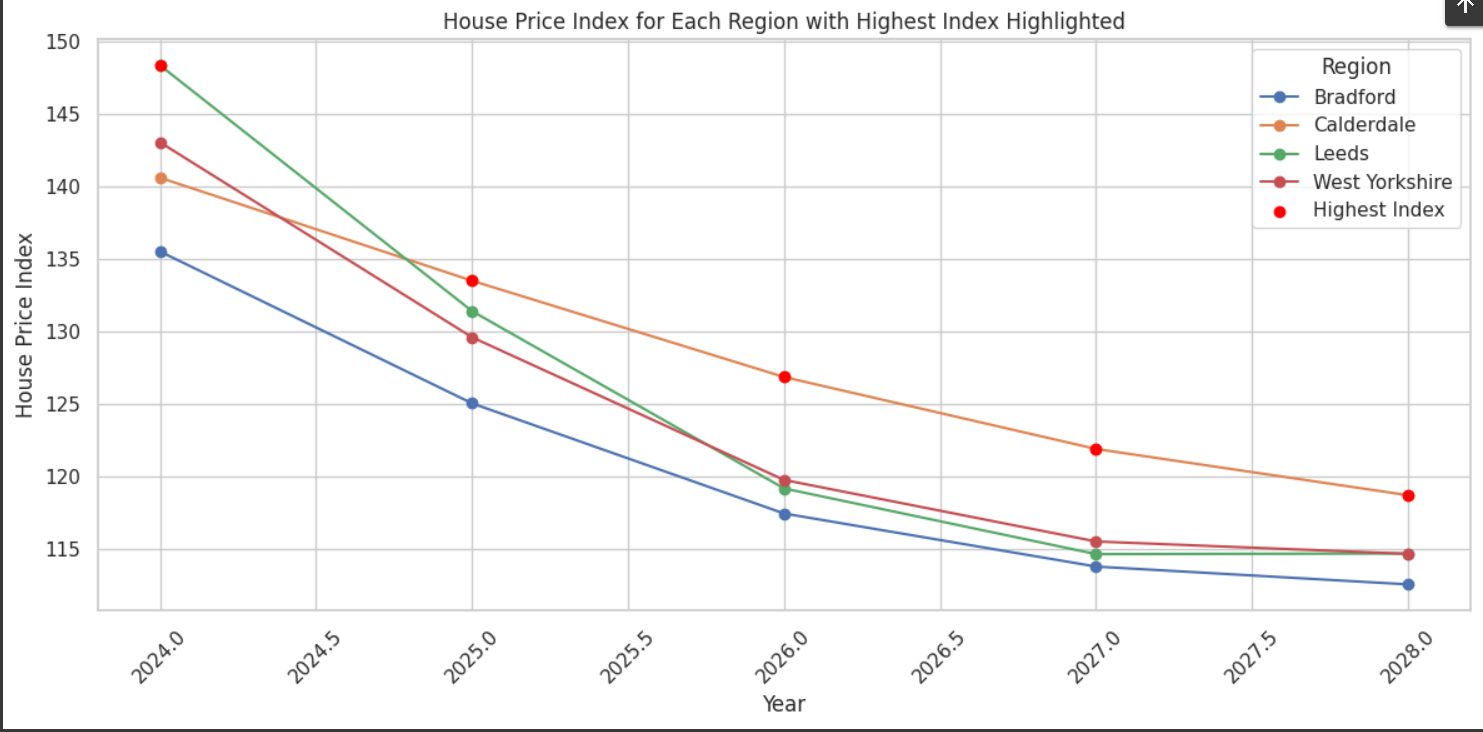 House Price Index for Each Region with Highest Index Highlighted
150
145
140
135
130
125
120
115
House Price Index
Region
Bradford
Calderdale
Leeds
West Yorkshire
Highest Index
2024.0
2024.5
2025.0
2025.5
2026.0
2026.5
2027.0
2027.5
2028.0
Year